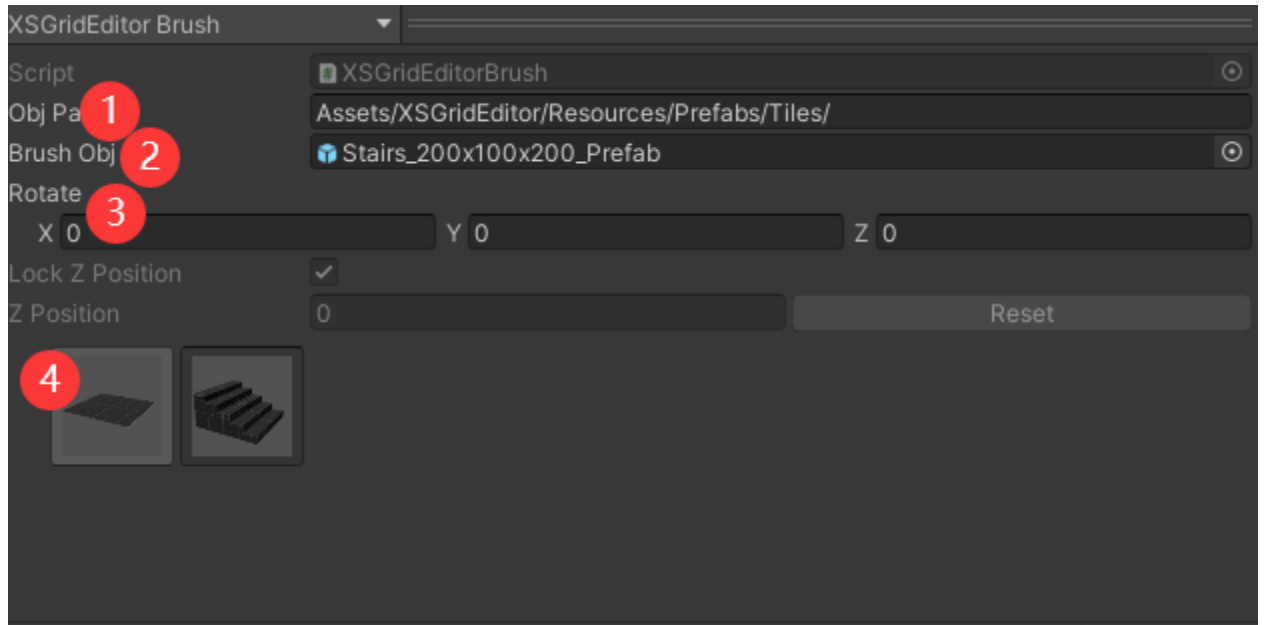 XSGridEditor Brush
Script XSGridEditorBrush
Obj Pa 1 Assets/XSGridEditor/Resources/Prefabs/Tiles/
Brush Obj 2 Stairs_200x100x200_Prefab
Rotate
3
X 0 Y 0 Z 0
Lock Z Position
Z Position 0 Reset
4